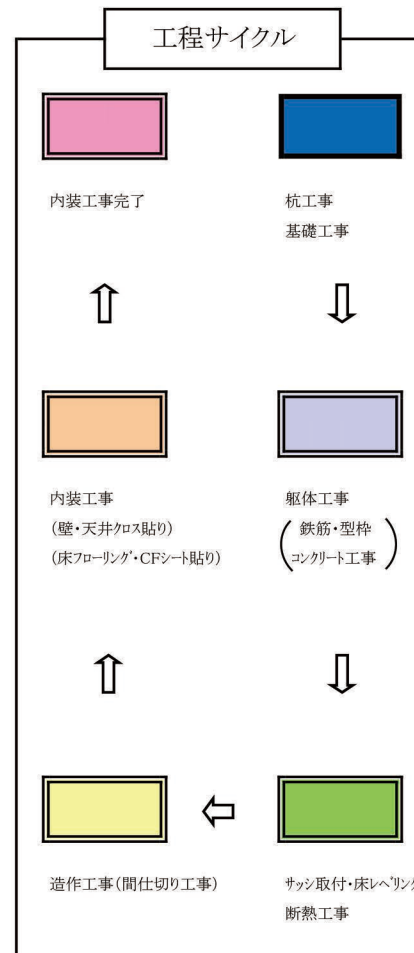 工程サイクル
内装工事完了
杭工事
基礎工事
内装工事
(壁・天井クロス貼り)
(床フローリング・CFシート貼り)
躯体工事
(鉄筋・型枠
コンクリート工事)
造作工事(間仕切り工事)
サッシ取付・床レベリング
断熱工事